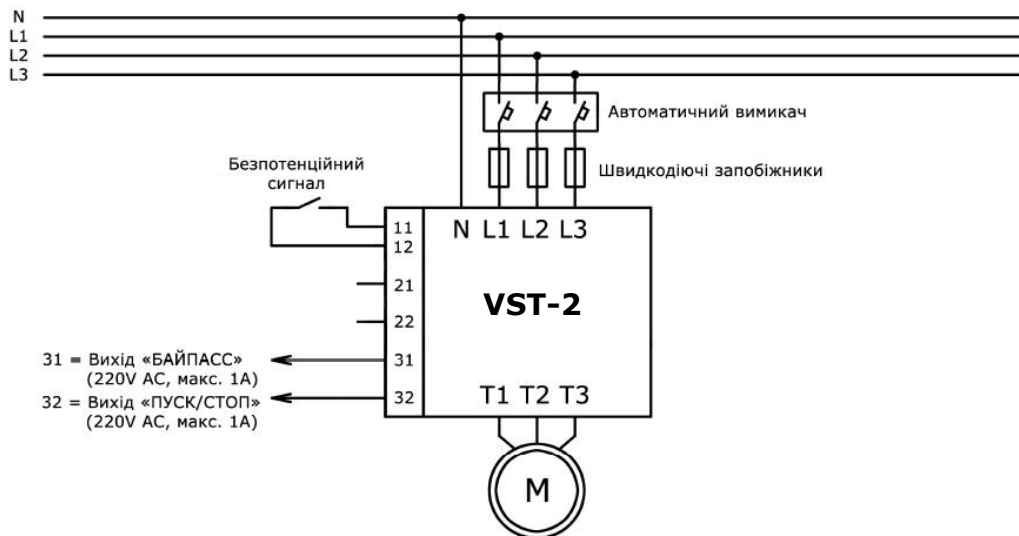 N
L1
L2
L3
Автоматичний вимикач
Швидкодіючі запобіжники
Безпотенційний
сигнал
11
12
21
22
31
32
N L1 L2 L3
VST-2
31 = Вихід «БАЙПАСС»
(220V AC, макс. 1A)
32 = Вихід «ПУСК/СТОП»
(220V AC, макс. 1A)
T1 T2 T3
M